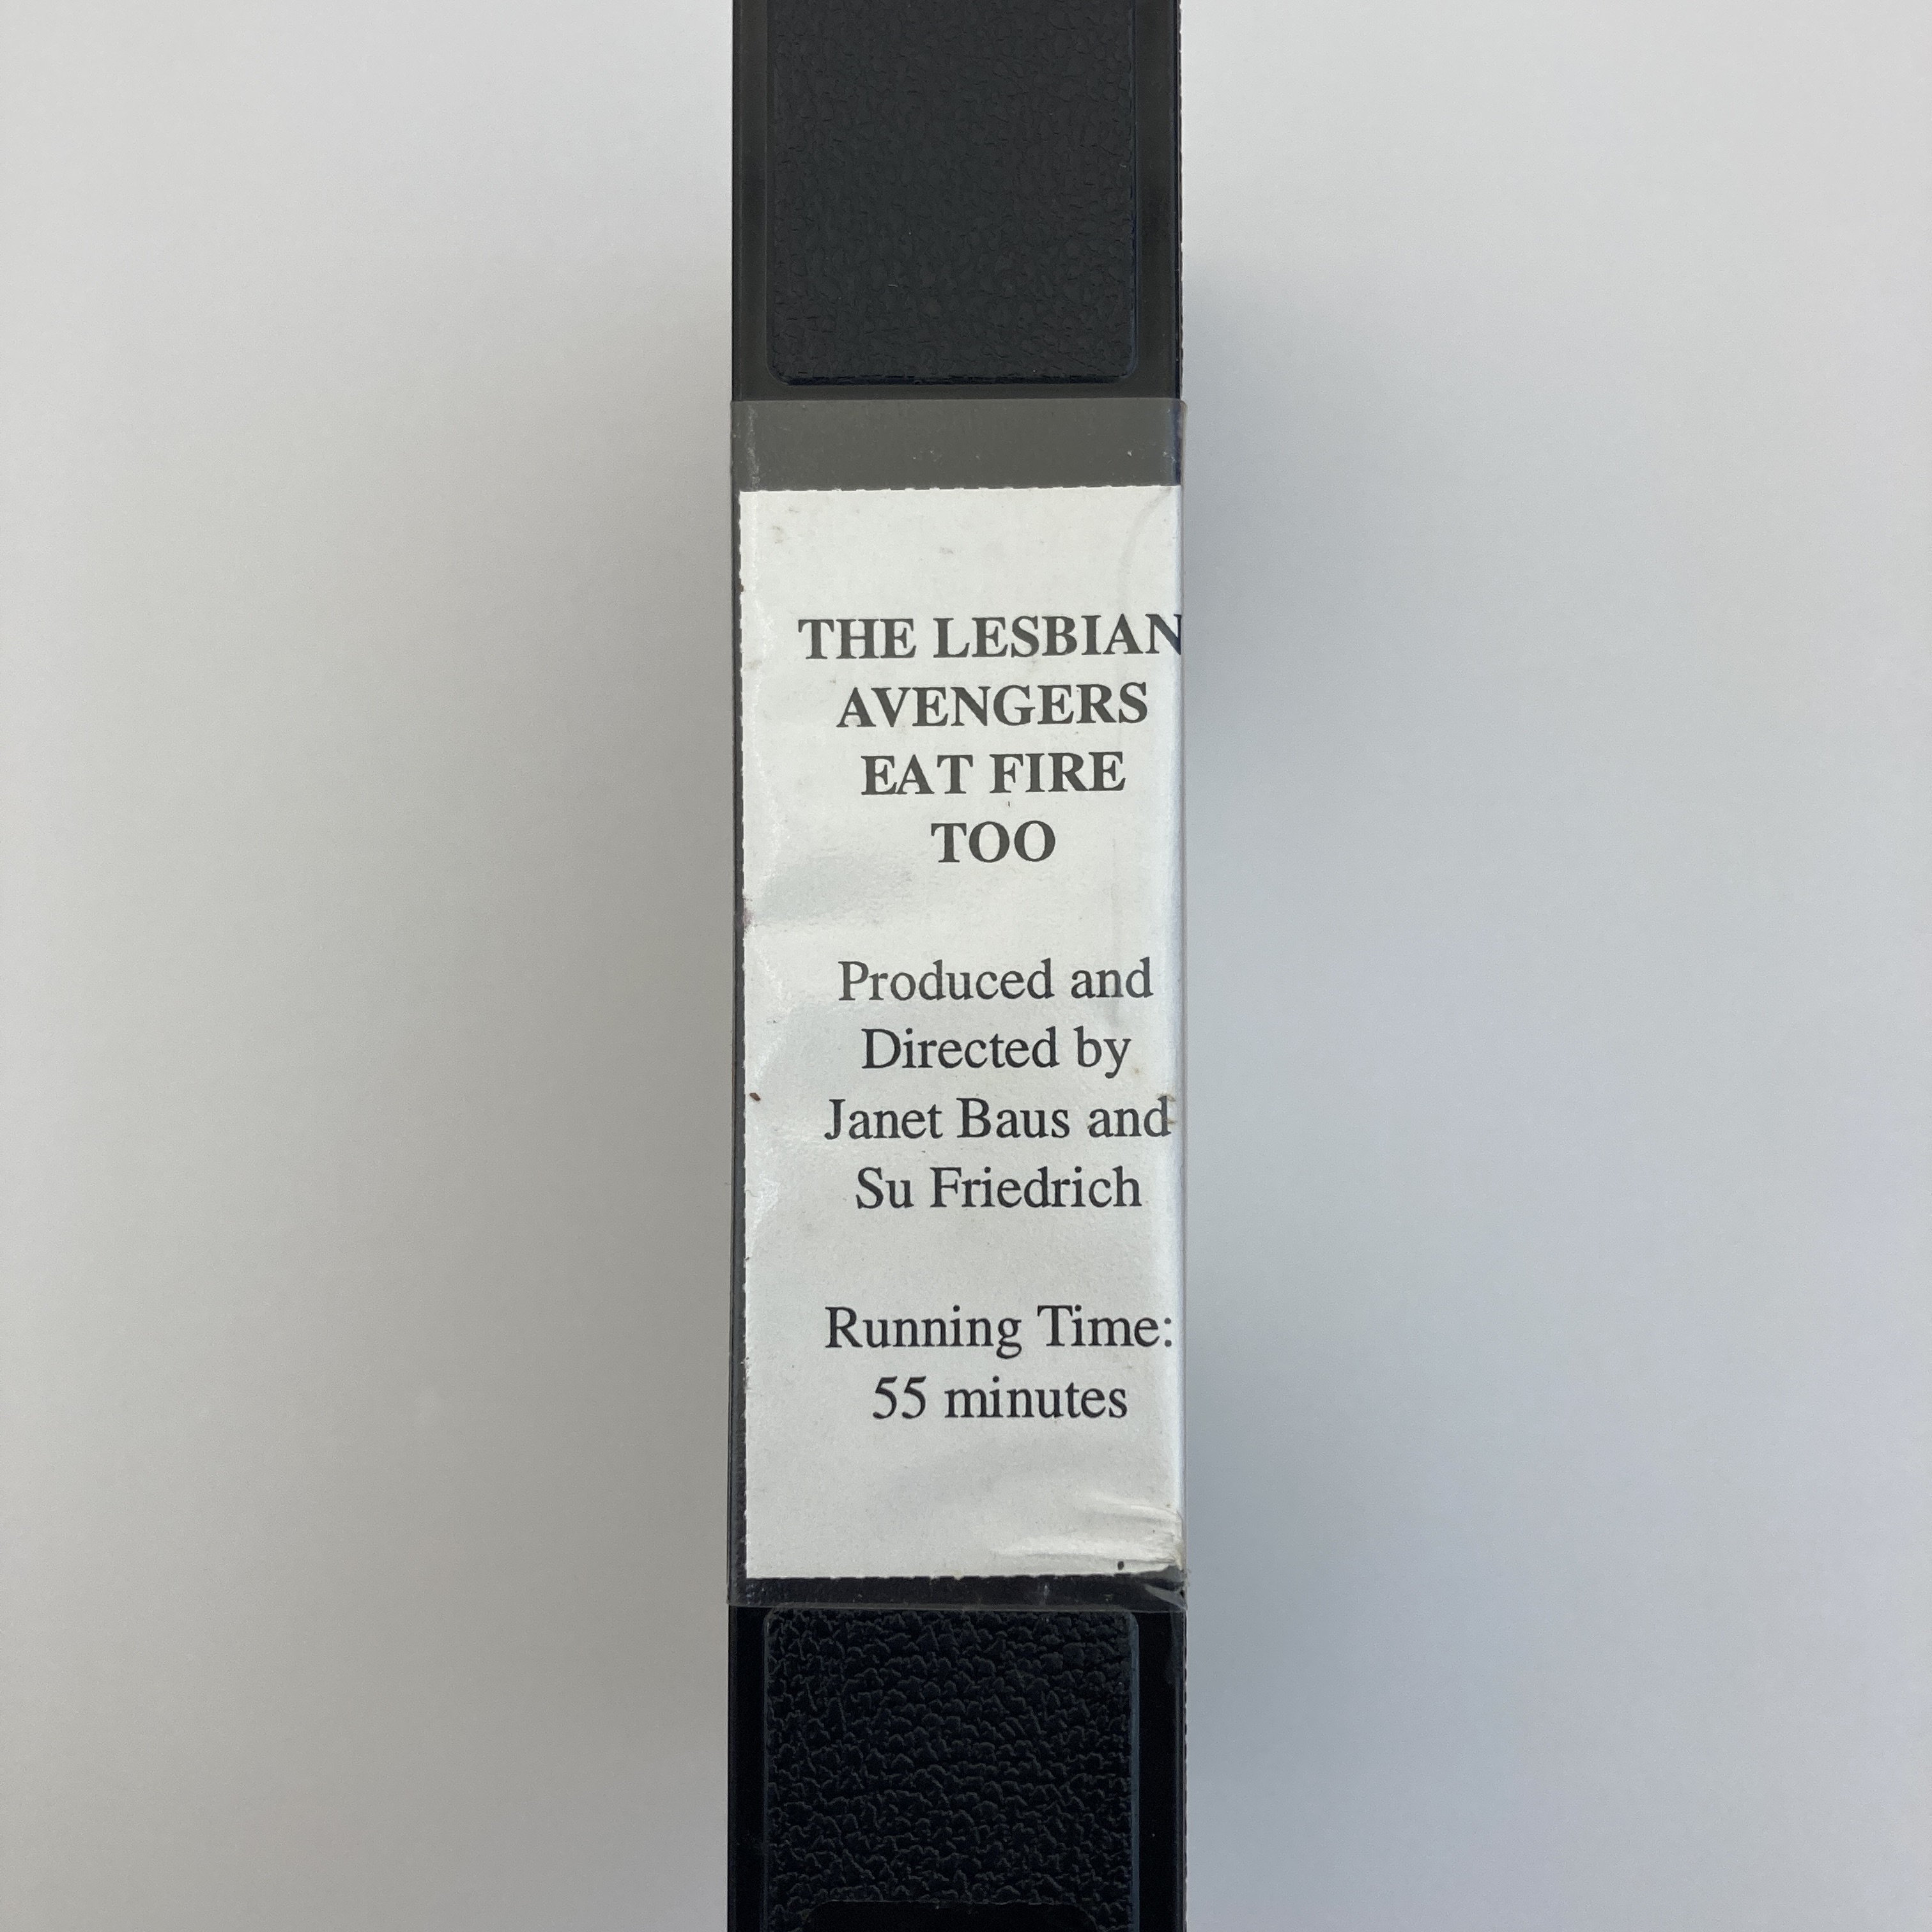 THE LESBIAN
AVENGERS
EAT FIRE
TOO
Produced and
Directed by
Janet Baus and
Su Friedrich
Running Time:
55 minutes